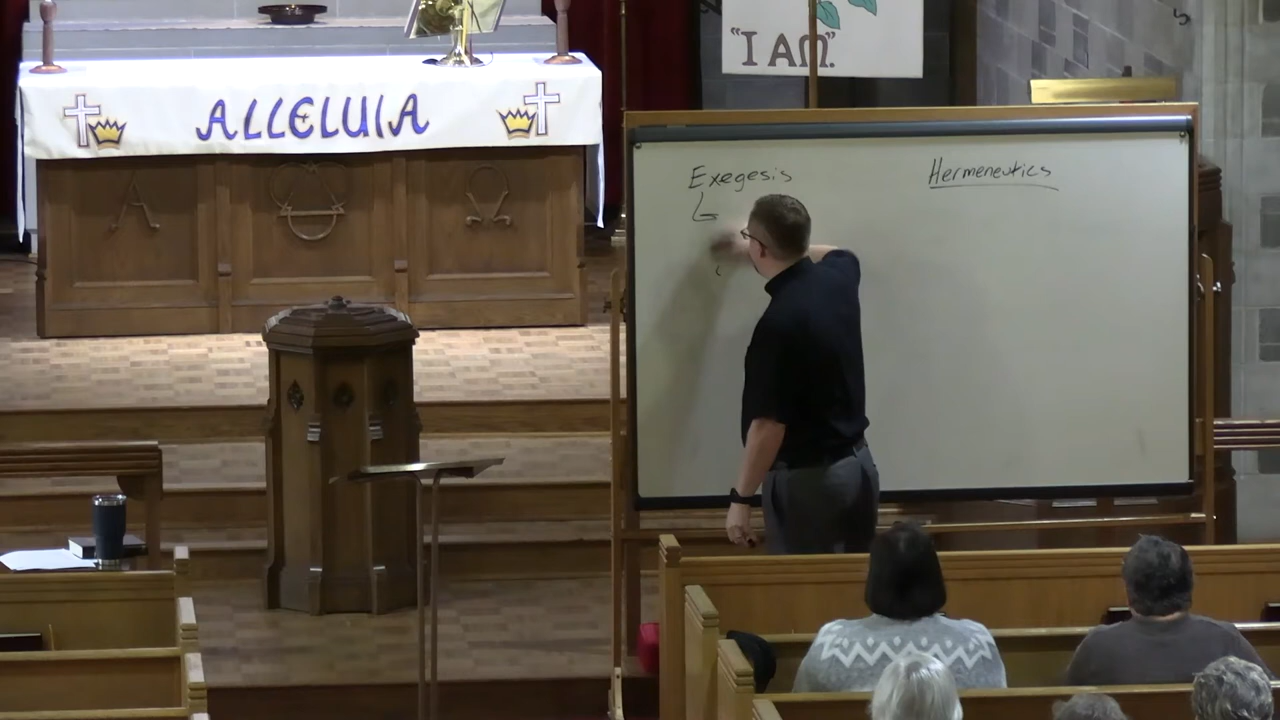 "I AM"
ALLELUIA
Exegesis
Hermeneutics
Α
Ω